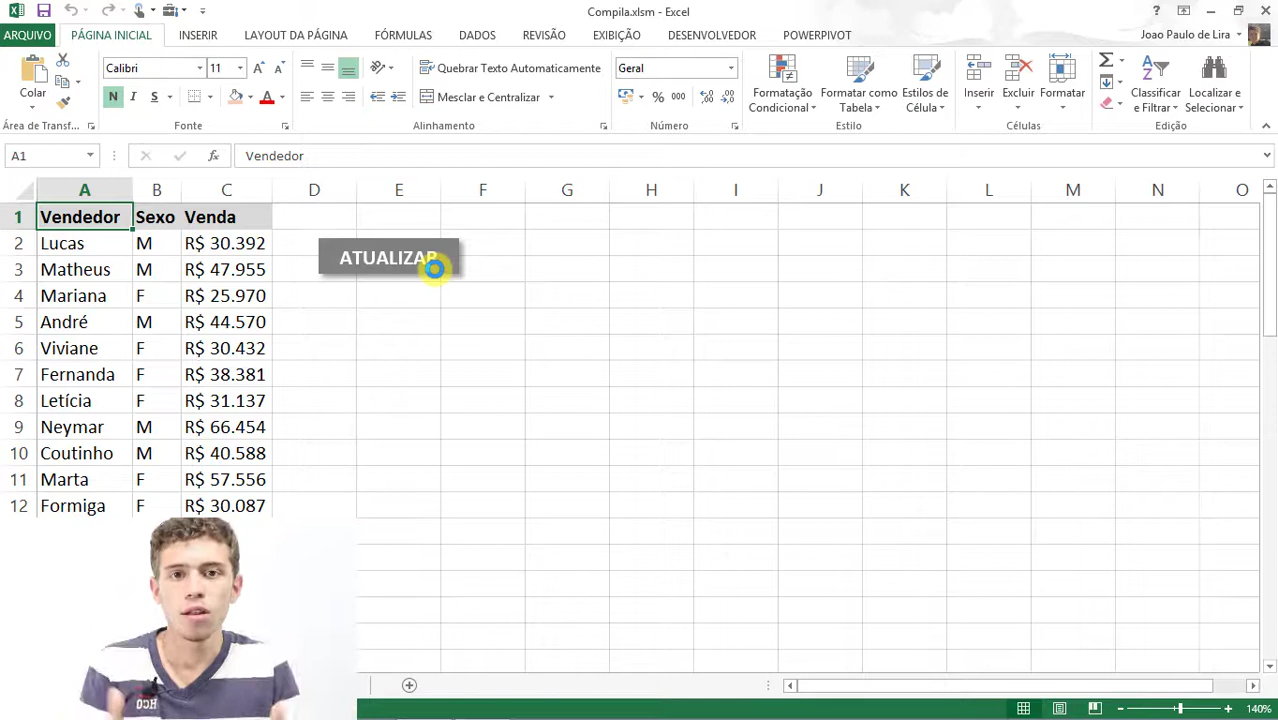 Compila.xlsm - Excel
ARQUIVO PÁGINA INICIAL INSERIR LAYOUT DA PÁGINA FÓRMULAS DADOS REVISÃO EXIBIÇÃO DESENVOLVEDOR POWERPIVOT Joao Paulo de Lira
Colar
Calibri 11
N I S
Quebrar Texto Automaticamente
Mesclar e Centralizar
Geral
% 000
Formatação Condicional
Formatar como Tabela
Estilos de Célula
Inserir Excluir Formatar
Classificar e Filtrar
Localizar e Selecionar
Área de Transf... Fonte Alinhamento Número Estilo Células Edição
A1 fx Vendedor
A B C D E F G H I J K L M N O
1 Vendedor Sexo Venda
2 Lucas M R$ 30.392
ATUALIZAR
3 Matheus M R$ 47.955
4 Mariana F R$ 25.970
5 André M R$ 44.570
6 Viviane F R$ 30.432
7 Fernanda F R$ 38.381
8 Letícia F R$ 31.137
9 Neymar M R$ 66.454
10 Coutinho M R$ 40.588
11 Marta F R$ 57.556
12 Formiga F R$ 30.087
140%